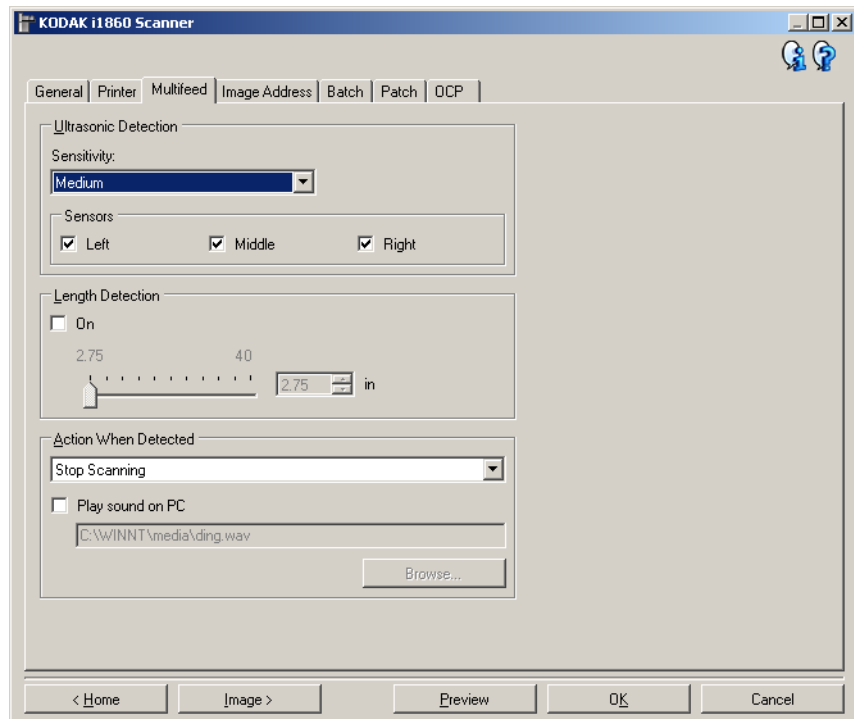 KODAK i1860 Scanner
General Printer Multifeed Image Address Batch Patch OCP
Ultrasonic Detection
Sensitivity:
Medium
Sensors
Left Middle Right
Length Detection
On
2.75 40
2.75 in
Action When Detected
Stop Scanning
Play sound on PC
C:\WINNT\media\ding.wav
Browse...
< Home Image > Preview OK Cancel